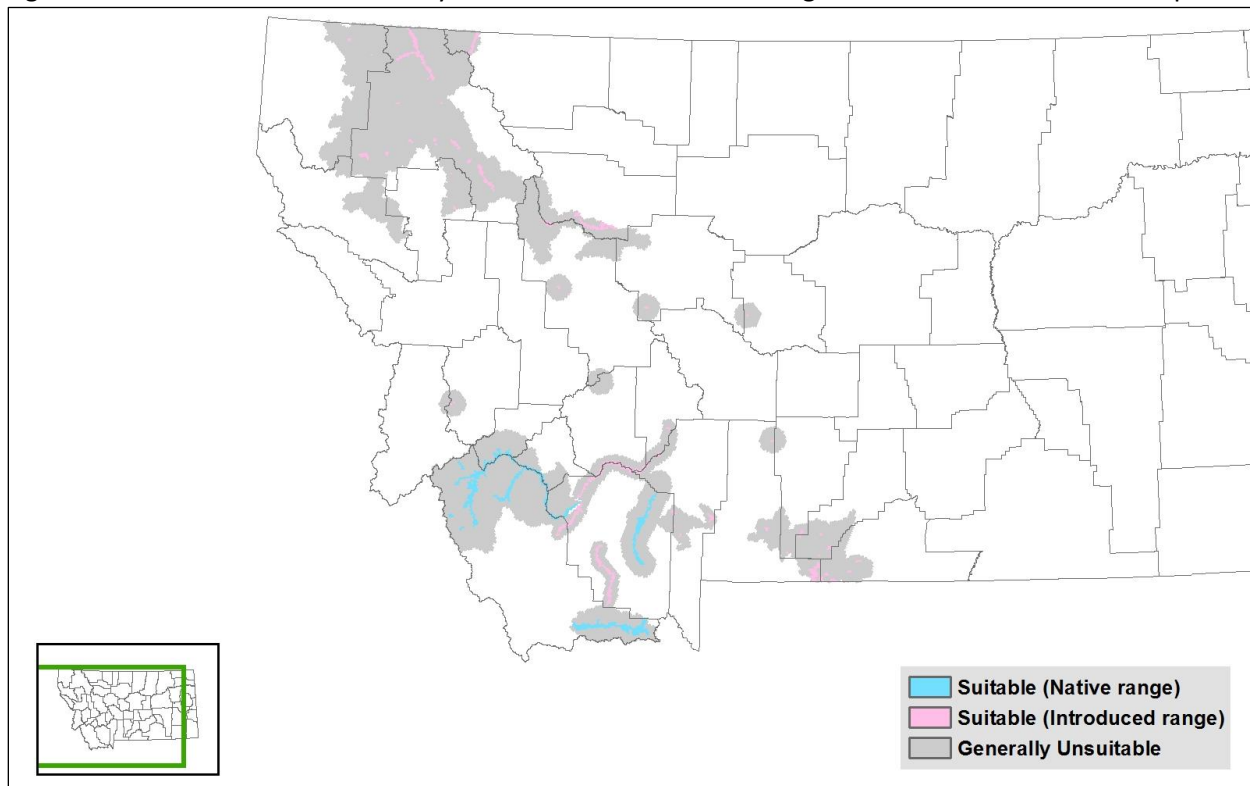 Suitable (Native range)
Suitable (Introduced range)
Generally Unsuitable